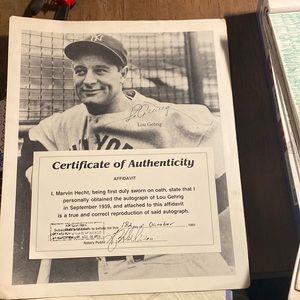 Lou Gehrig
Certificate of Authenticity
AFFIDAVIT
I, Marvin Hecht, being first duly sworn on oath, state that I
personally obtained the autograph of Lou Gehrig
in September 1939, and attached to this affidavit
is a true and correct reproduction of said autograph.
October
Notary Public